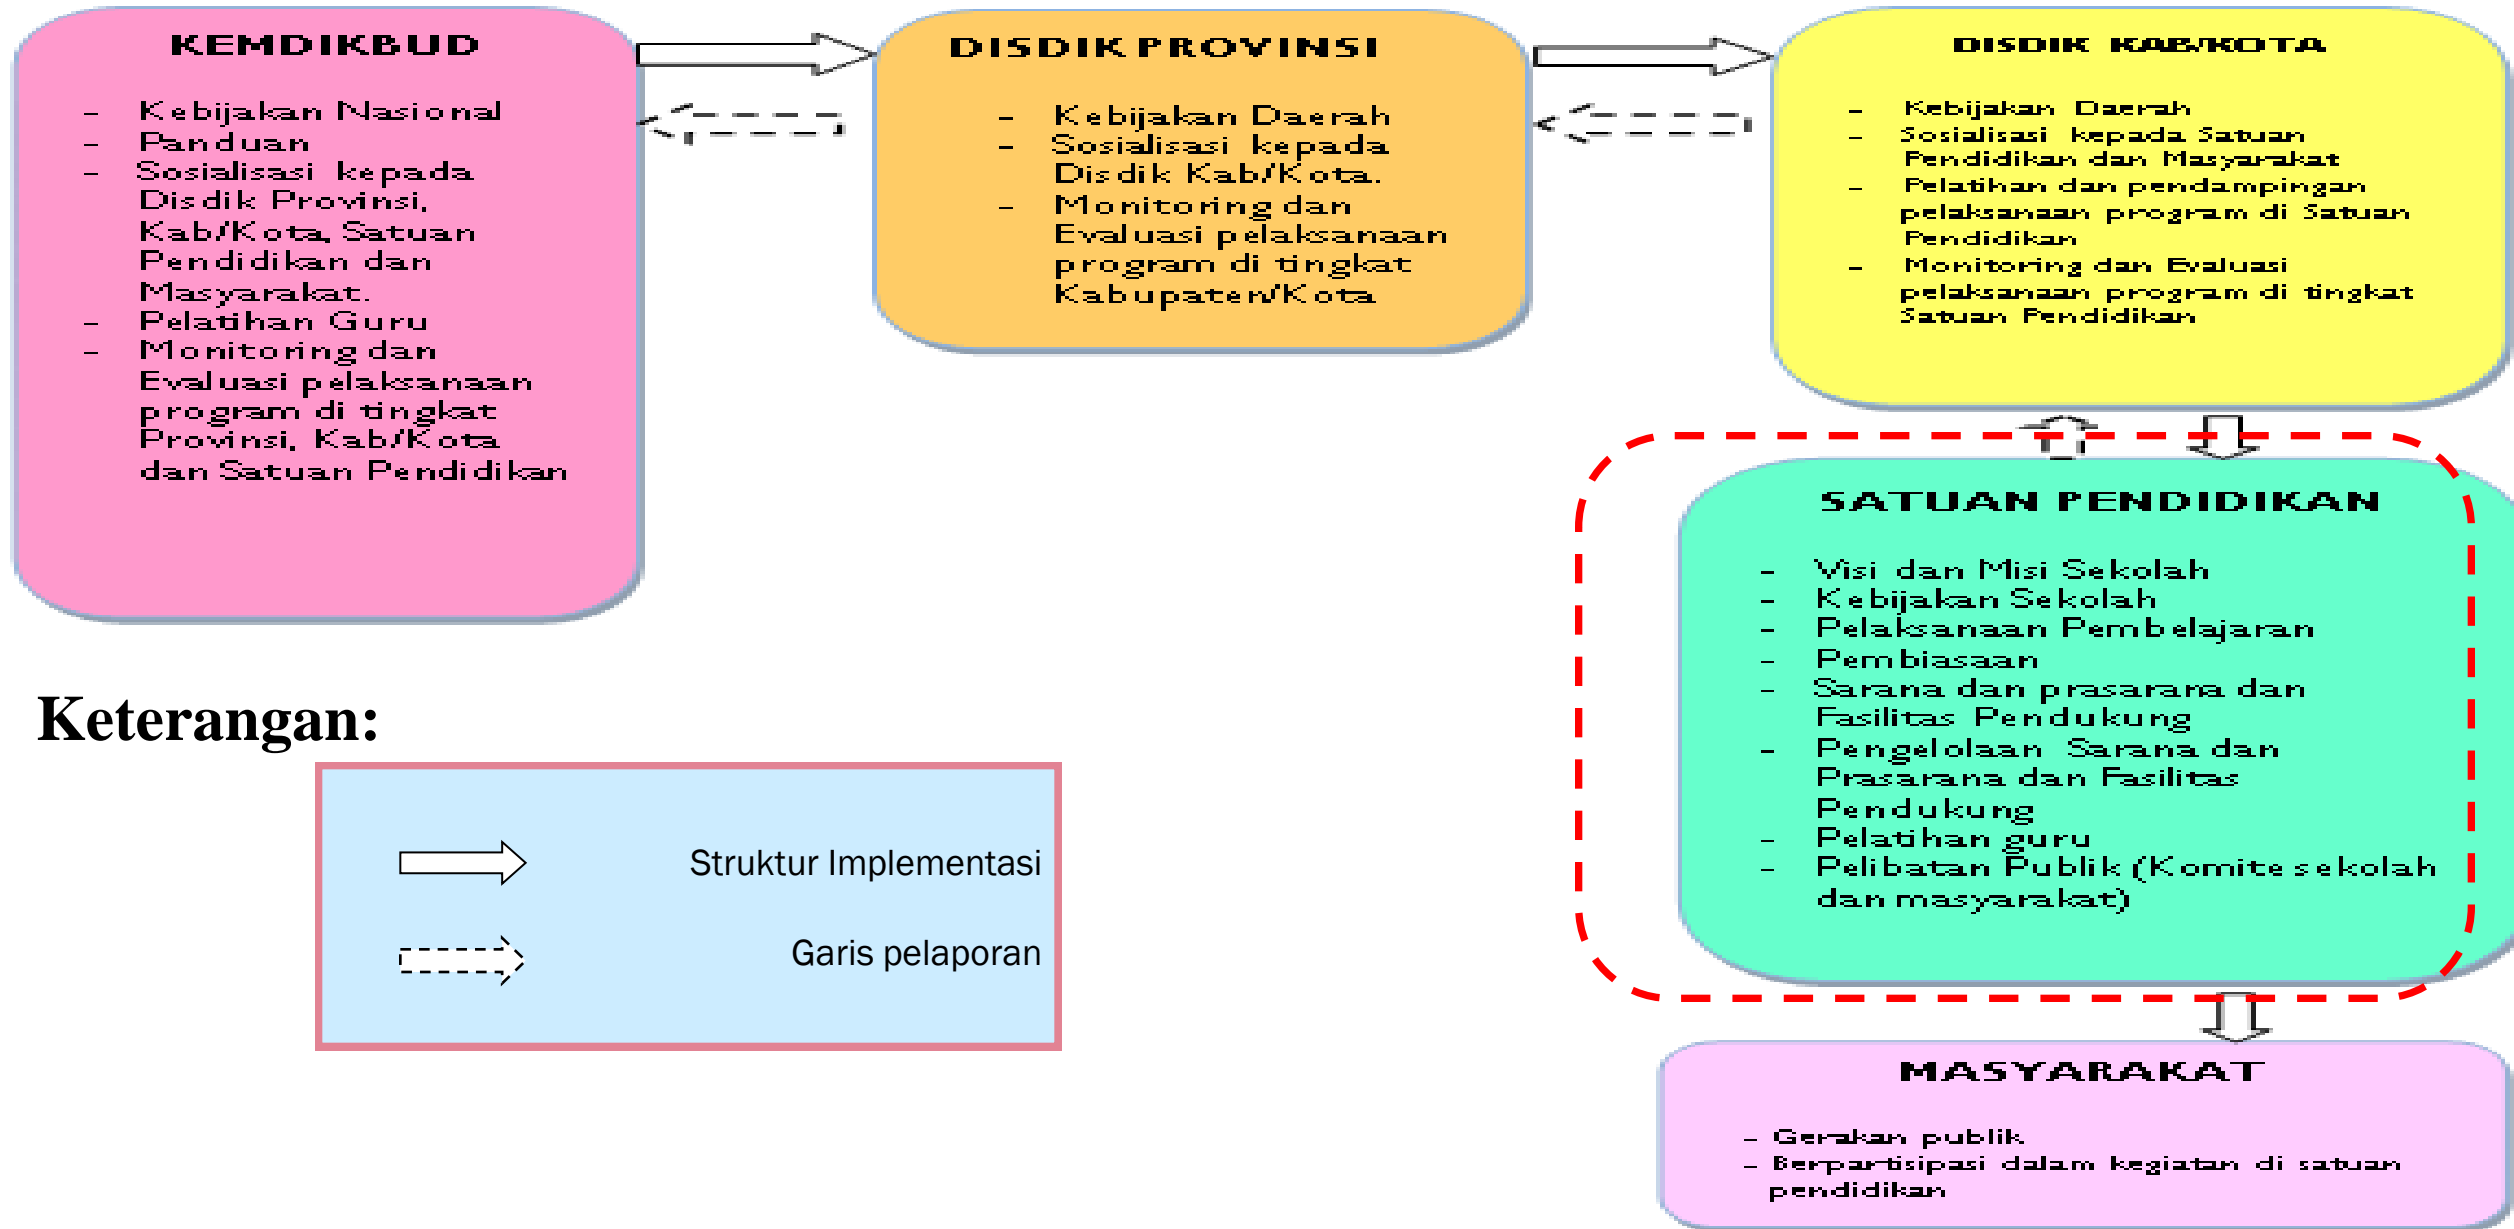 KEMDIKBUD
- Kebijakan Nasional
- Panduan
- Sosialisasi kepada
Disdik Provinsi,
Kab/Kota, Satuan
Pendidikan dan
Masyarakat.
- Pelatihan Guru
- Monitoring dan
Evaluasi pelaksanaan
program di tingkat
Provinsi, Kab/Kota
dan Satuan Pendidikan
DISDIK PROVINSI
- Kebijakan Daerah
- Sosialisasi kepada
Disdik Kab/Kota.
- Monitoring dan
Evaluasi pelaksanaan
program di tingkat
Kabupaten/Kota
DISDIK KAB/KOTA
- Kebijakan Daerah
- Sosialisasi kepada Satuan
Pendidikan dan Masyarakat
- Pelatihan dan pendampingan
pelaksanaan program di Satuan
Pendidikan
- Monitoring dan Evaluasi
pelaksanaan program di tingkat
Satuan Pendidikan
SATUAN PENDIDIKAN
- Visi dan Misi Sekolah
- Kebijakan Sekolah
- Pelaksanaan Pembelajaran
- Pembiasaan
- Sarana dan prasarana dan
Fasilitas Pendukung
- Pengelolaan Sarana dan
Prasarana dan Fasilitas
Pendukung
- Pelatihan guru
- Pelibatan Publik (Komite sekolah
dan masyarakat)
MASYARAKAT
- Gerakan publik
- Berpartisipasi dalam kegiatan di satuan
pendidikan
Keterangan:
Struktur Implementasi
Garis pelaporan